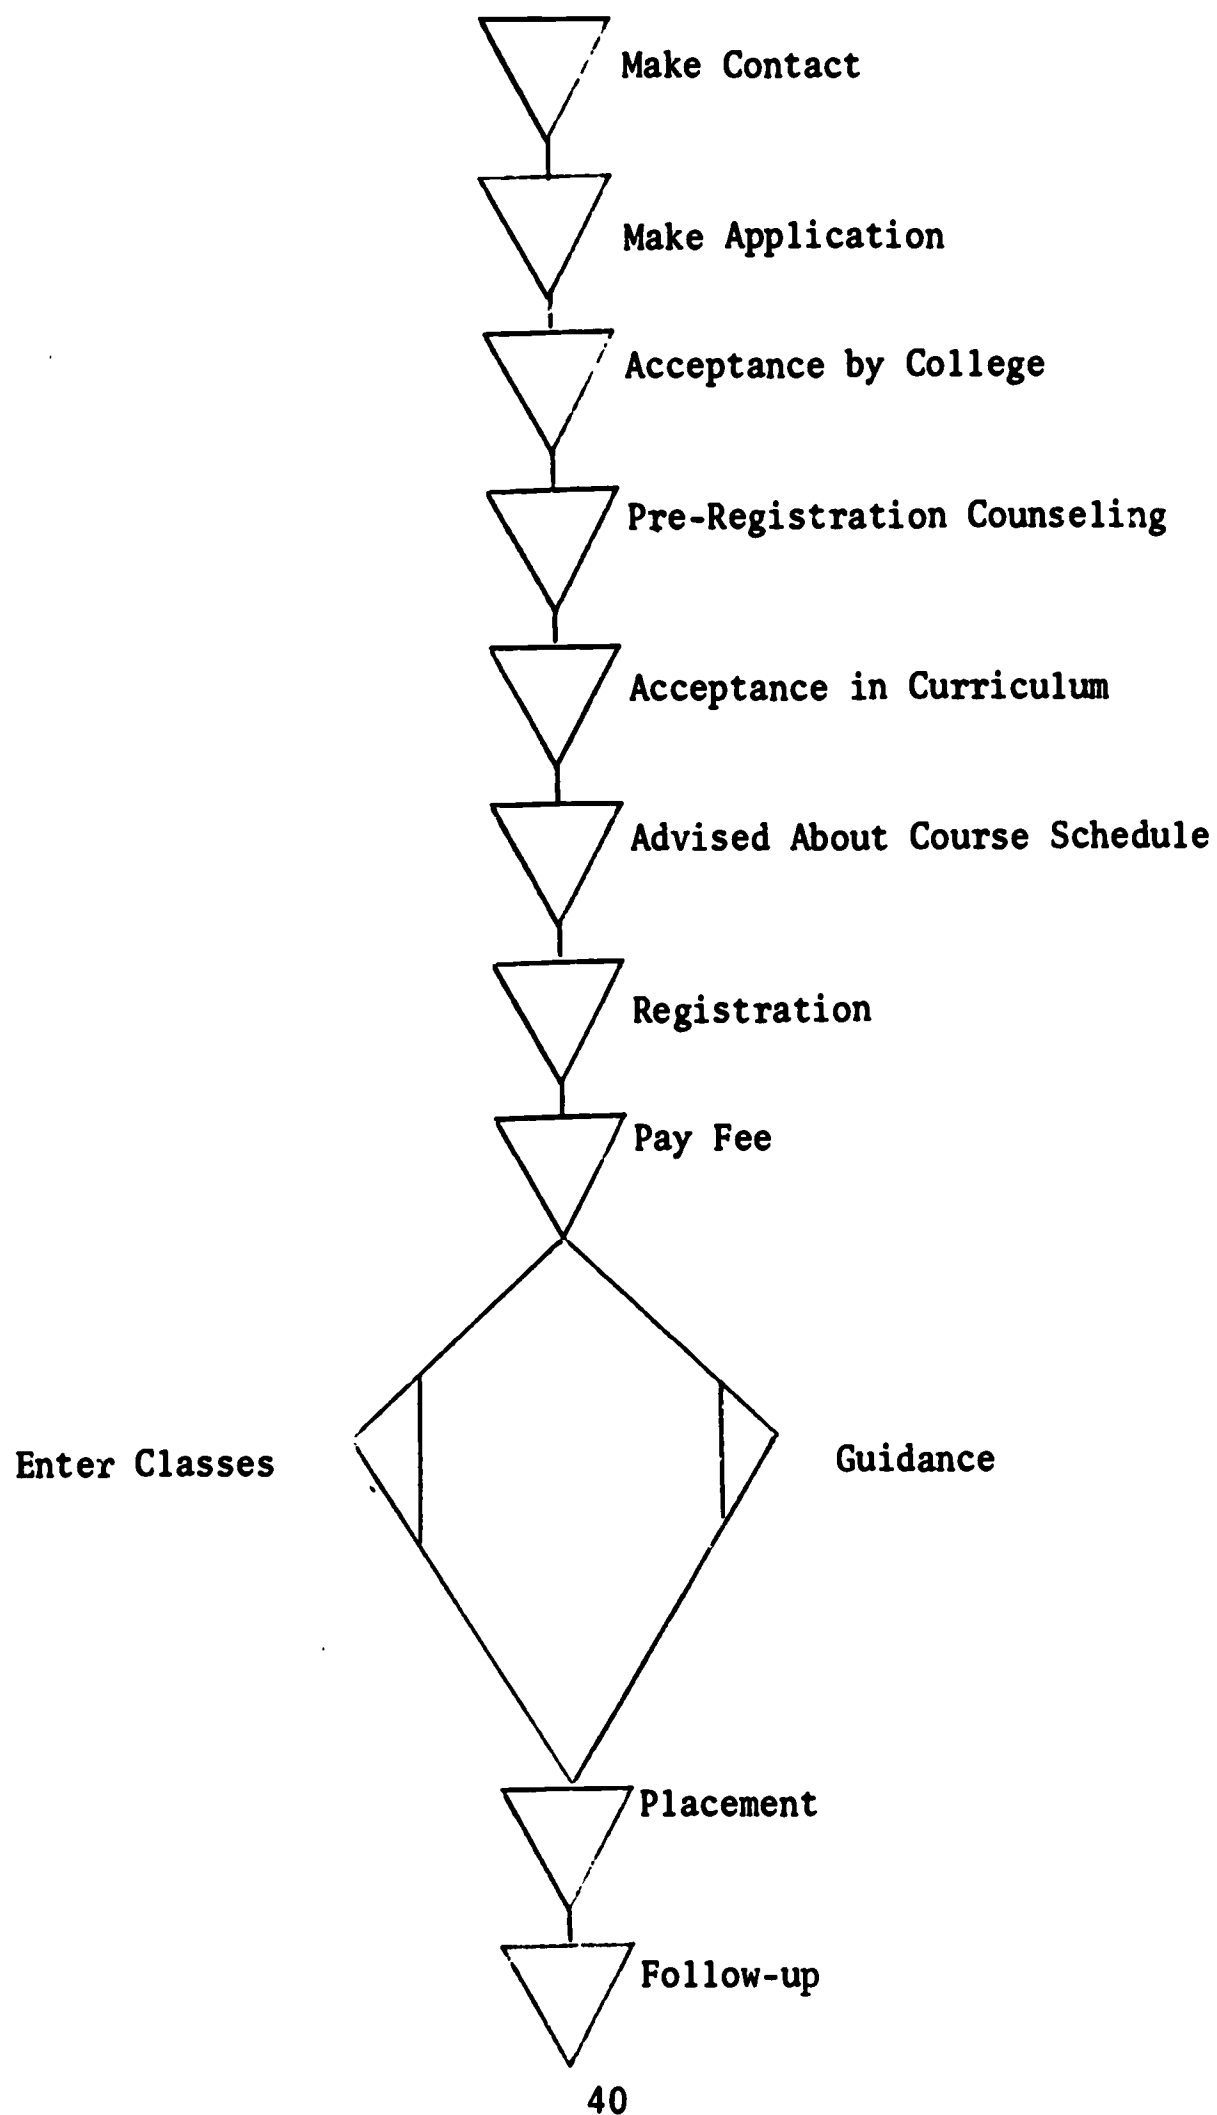 Make Contact
Make Application
Acceptance by College
Pre-Registration Counseling
Acceptance in Curriculum
Advised About Course Schedule
Registration
Pay Fee
Enter Classes
Guidance
Placement
Follow-up
40